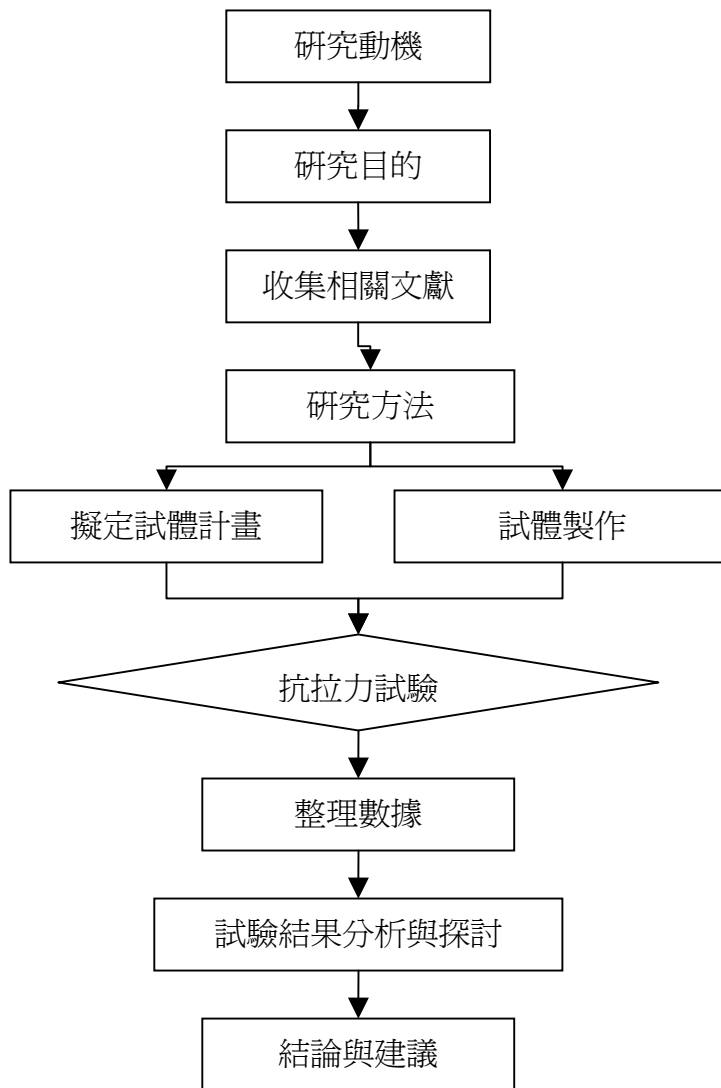 研究動機
研究目的
收集相關文獻
研究方法
擬定試體計畫
試體製作
抗拉力試驗
整理數據
試驗結果分析與探討
結論與建議